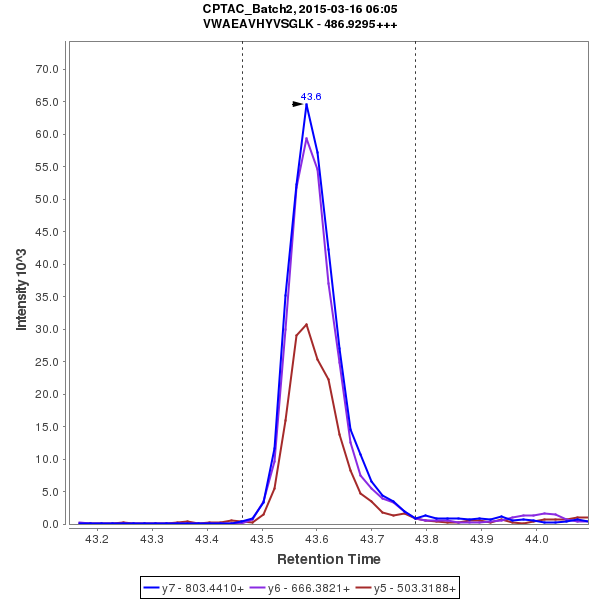 CPTAC_Batch2, 2015-03-16 06:05
VWAEAVHYVSGLK - 486.9295+++
43.6
Intensity 10^3
70.0
65.0
60.0
55.0
50.0
45.0
40.0
35.0
30.0
25.0
20.0
15.0
10.0
5.0
0.0
43.2 43.3 43.4 43.5 43.6 43.7 43.8 43.9 44.0
Retention Time
y7 - 803.4410+ y6 - 666.3821+ y5 - 503.3188+